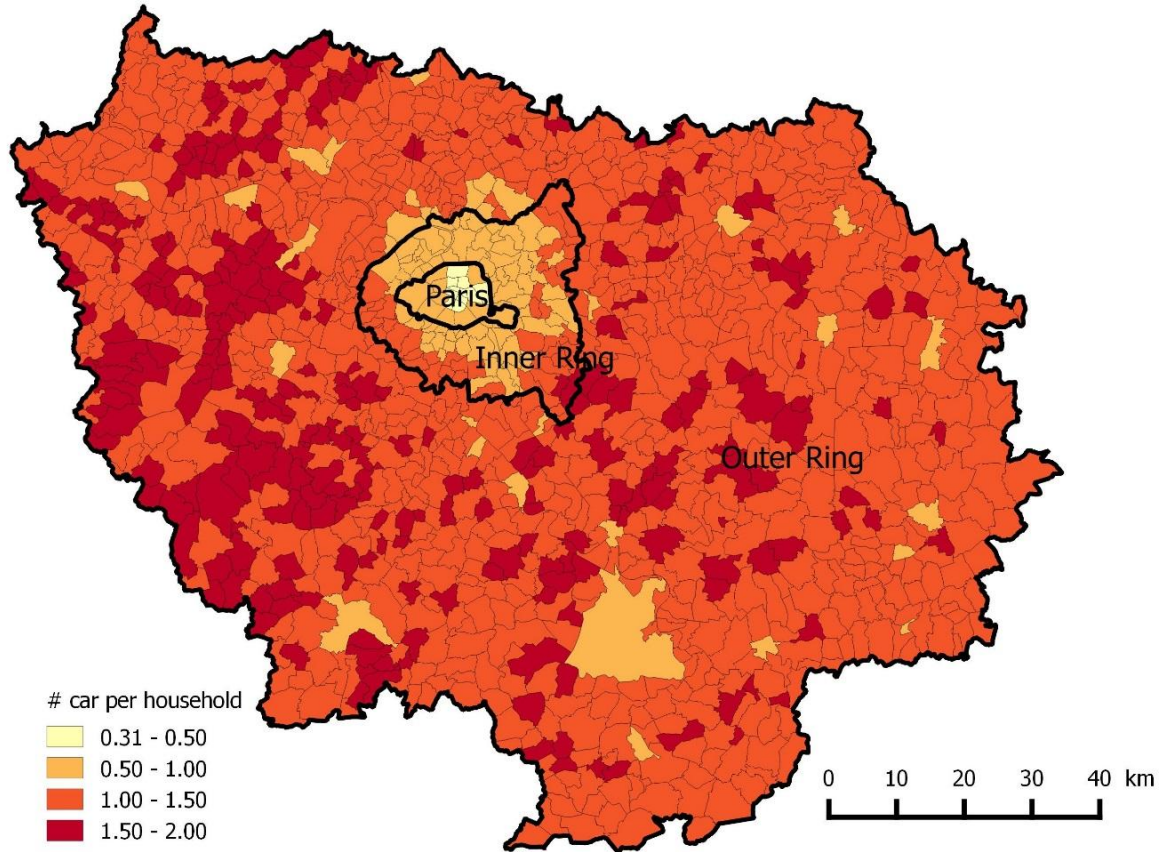 Paris
Inner Ring
Outer Ring
# car per household
0.31 - 0.50
0.50 - 1.00
1.00 - 1.50
1.50 - 2.00
0 10 20 30 40 km